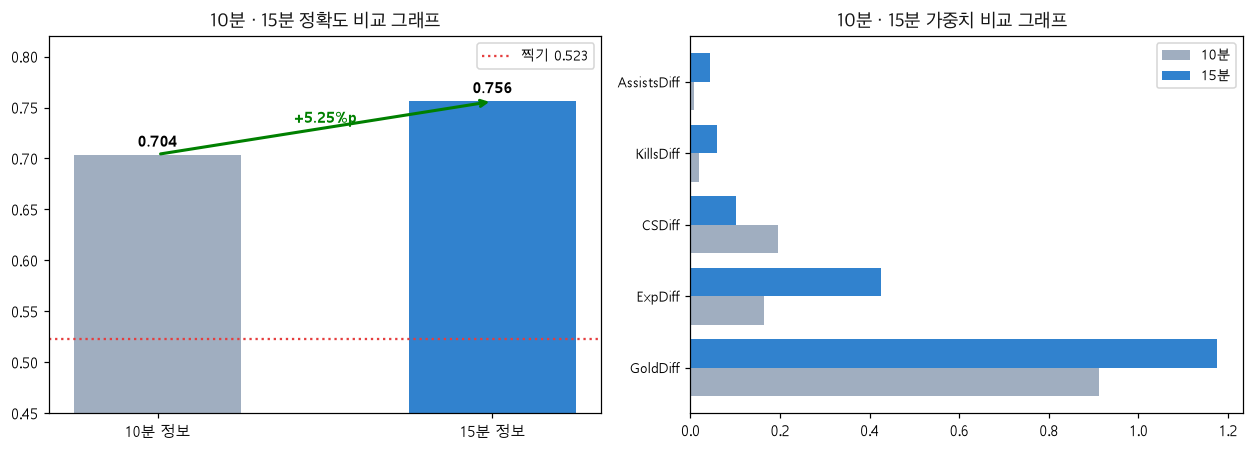 10분 · 15분 정확도 비교 그래프
찍기 0.523
0.80
0.75
0.70
0.65
0.60
0.55
0.50
0.45
0.704
+5.25%p
0.756
10분 정보
15분 정보
10분 · 15분 가중치 비교 그래프
10분
15분
AssistsDiff
KillsDiff
CSDiff
ExpDiff
GoldDiff
0.0
0.2
0.4
0.6
0.8
1.0
1.2